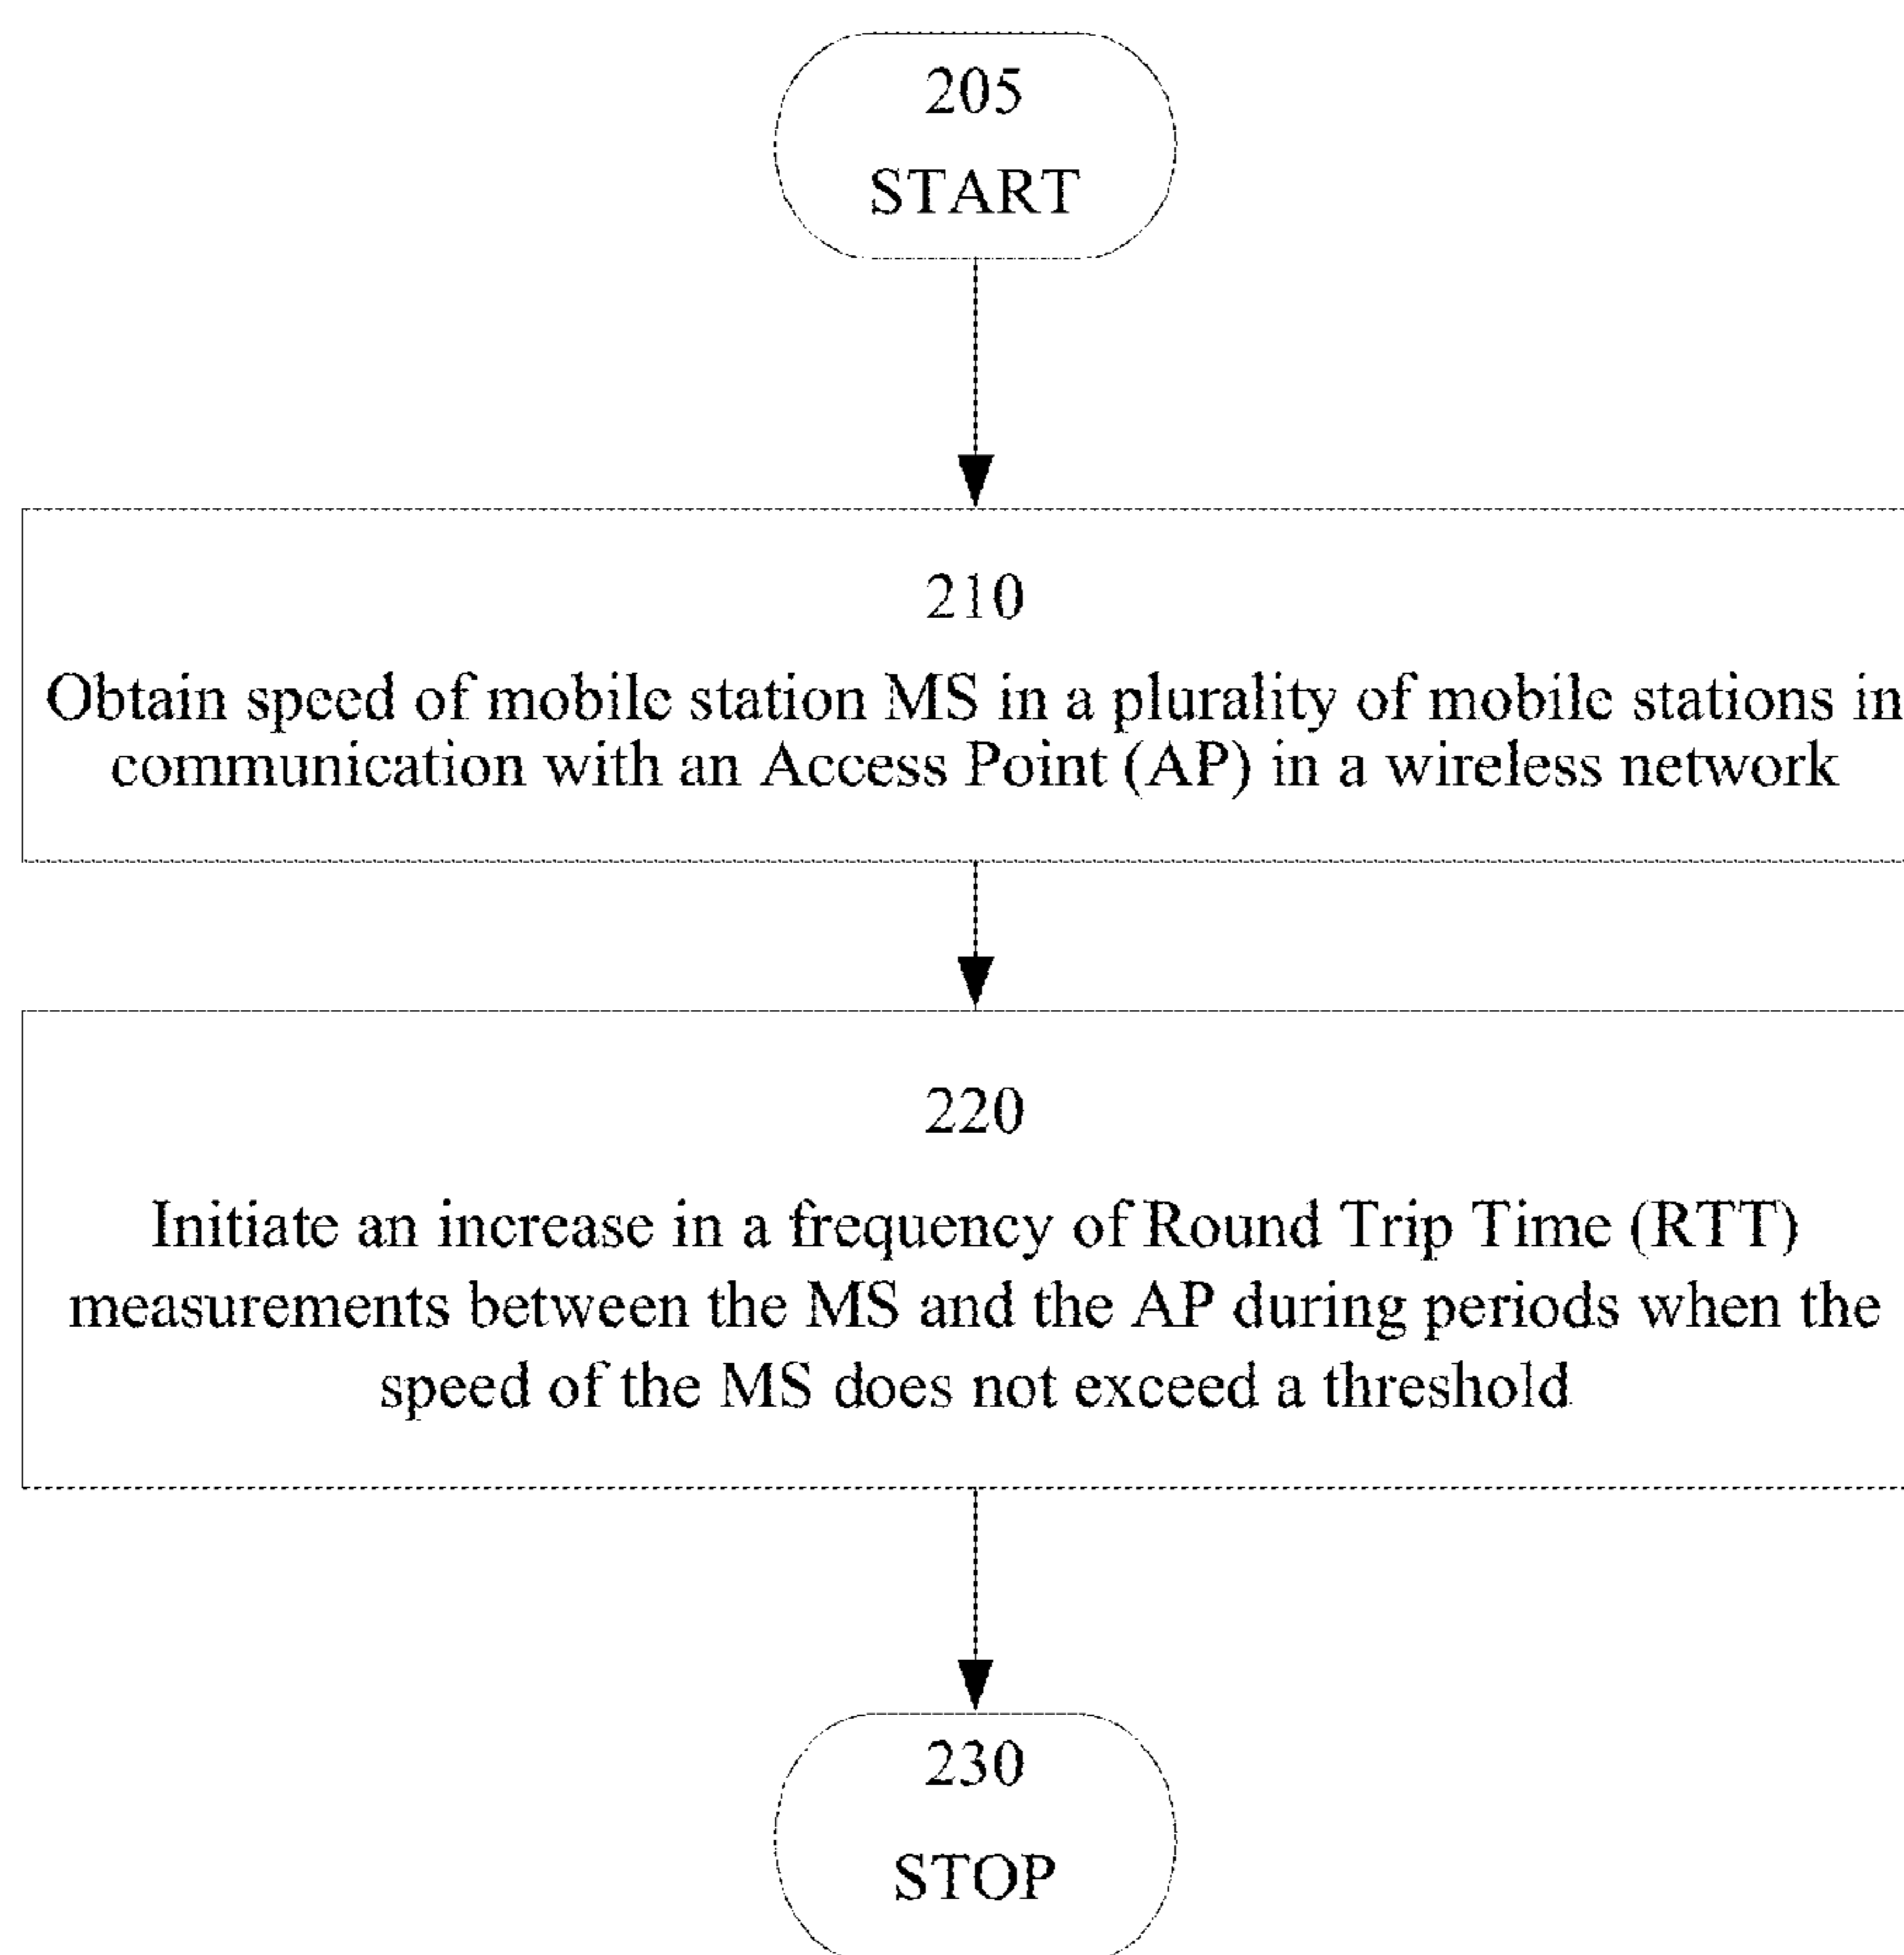 205
START
210
Obtain speed of mobile station MS in a plurality of mobile stations in
communication with an Access Point (AP) in a wireless network
220
Initiate an increase in a frequency of Round Trip Time (RTT)
measurements between the MS and the AP during periods when the
speed of the MS does not exceed a threshold
230
STOP